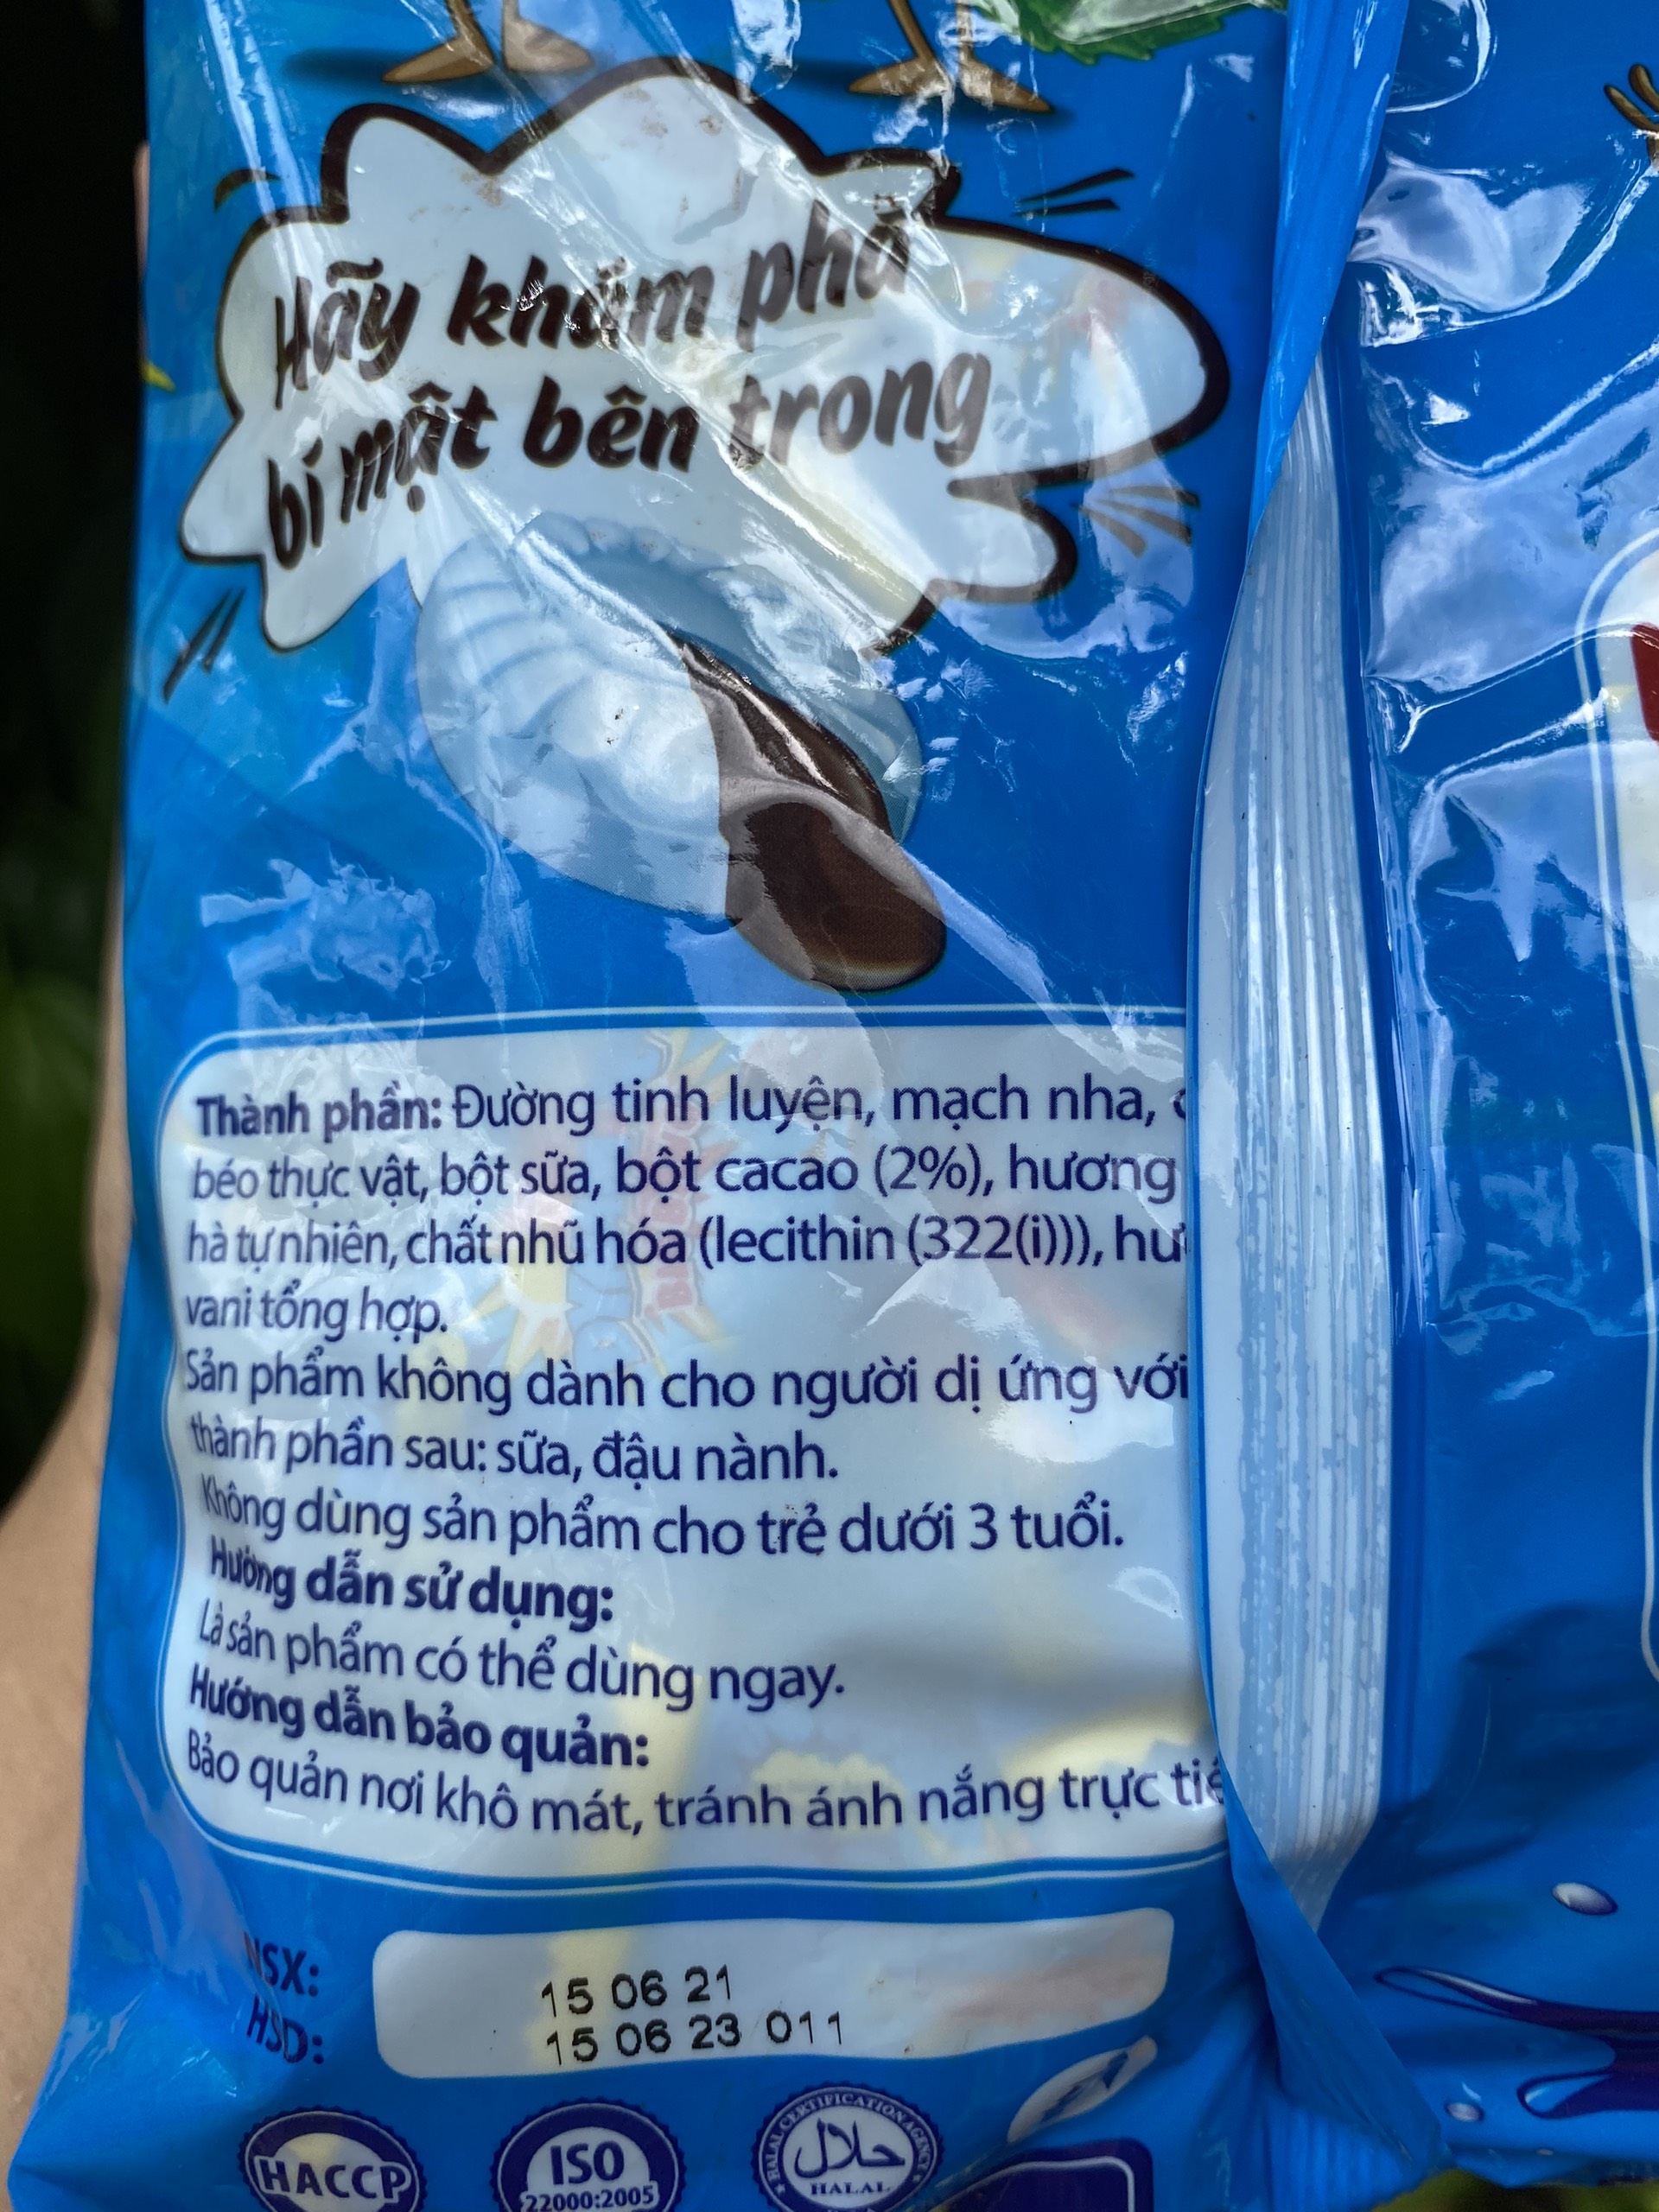 Hãy khám phá
bí mật bên trong
Thành phần: Đường tinh luyện, mạch nha,
béo thực vật, bột sữa, bột cacao (2%), hương
hà tự nhiên, chất nhũ hóa (lecithin (322(i))),
vani tổng hợp.
Sản phẩm không dành cho người dị ứng với
thành phần sau: sữa, đậu nành.
Không dùng sản phẩm cho trẻ dưới 3 tuổi.
Hướng dẫn sử dụng:
Là sản phẩm có thể dùng ngay.
Hướng dẫn bảo quản:
Bảo quản nơi khô mát, tránh ánh nắng trực
NSX: 15 06 21
HSD: 15 06 23 011
HACCP
ISO
22000:2005
HALAL CERTIFICATION AGENCY
حلال
HALAL